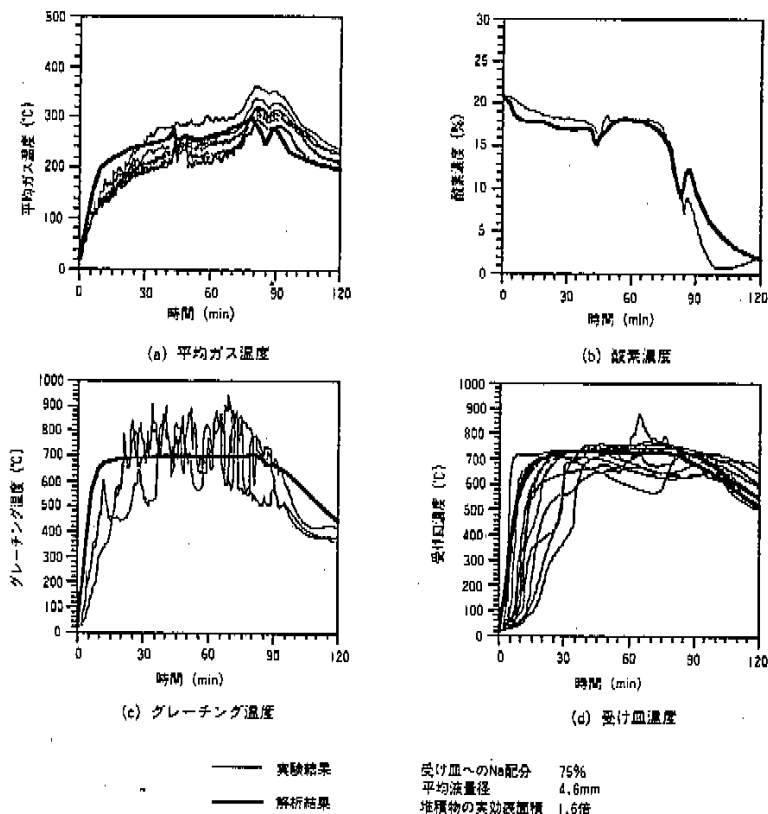 平均ガス温度 (℃)
500
400
300
200
100
0
0 30 60 90 120
時間 (min)
(a) 平均ガス温度
酸素濃度 (%)
30
25
20
15
10
5
0
0 30 60 90 120
時間 (min)
(b) 酸素濃度
グレーチング温度 (℃)
1000
900
800
700
600
500
400
300
200
100
0
0 30 60 90 120
時間 (min)
(c) グレーチング温度
受け皿温度 (℃)
1000
900
800
700
600
500
400
300
200
100
0
0 30 60 90 120
時間 (min)
(d) 受け皿温度
実験結果
解析結果
受け皿へのNa配分 75%
平均液量径 4.6mm
堆積物の実効表面積 1.6倍